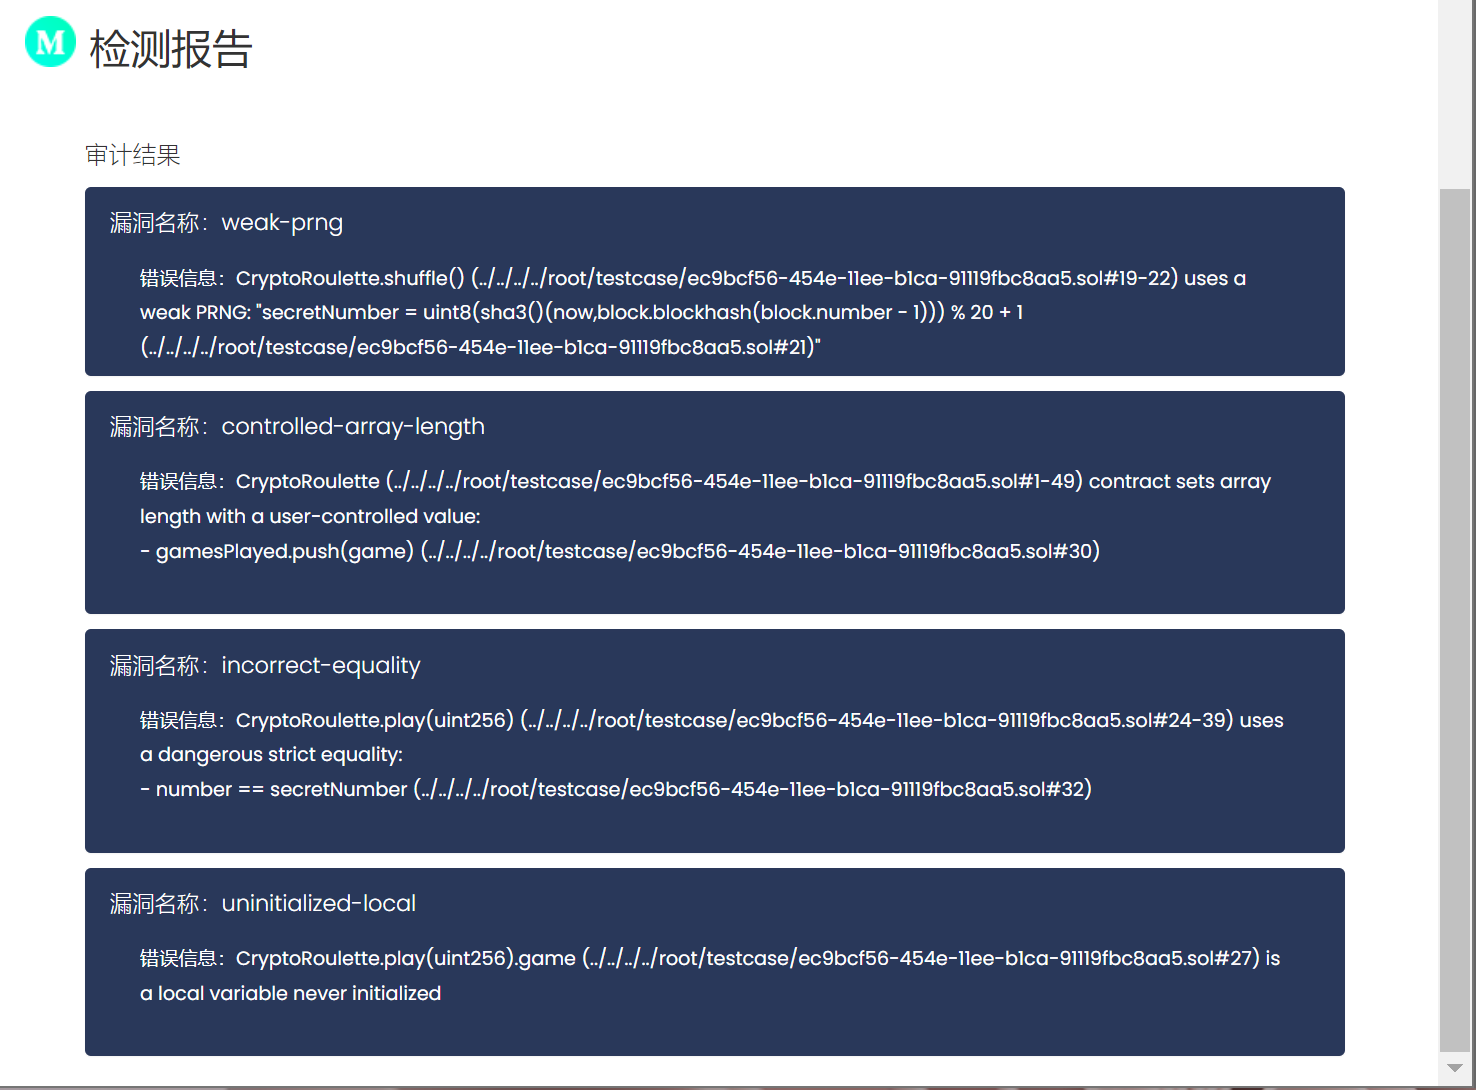 M 检测报告
审计结果
漏洞名称：weak-prng
错误信息：CryptoRoulette.shuffle() (../../../../root/testcase/ec9bcf56-454e-11ee-b1ca-91119fbc8aa5.sol#19-22) uses a
weak PRNG: "secretNumber = uint8(sha3()(now,block.blockhash(block.number - 1))) % 20 + 1
(../../../../root/testcase/ec9bcf56-454e-11ee-b1ca-91119fbc8aa5.sol#21)"
漏洞名称：controlled-array-length
错误信息：CryptoRoulette (../../../../root/testcase/ec9bcf56-454e-11ee-b1ca-91119fbc8aa5.sol#1-49) contract sets array
length with a user-controlled value:
- gamesPlayed.push(game) (../../../../root/testcase/ec9bcf56-454e-11ee-b1ca-91119fbc8aa5.sol#30)
漏洞名称：incorrect-equality
错误信息：CryptoRoulette.play(uint256) (../../../../root/testcase/ec9bcf56-454e-11ee-b1ca-91119fbc8aa5.sol#24-39) uses
a dangerous strict equality:
- number == secretNumber (../../../../root/testcase/ec9bcf56-454e-11ee-b1ca-91119fbc8aa5.sol#32)
漏洞名称：uninitialized-local
错误信息：CryptoRoulette.play(uint256).game (../../../../root/testcase/ec9bcf56-454e-11ee-b1ca-91119fbc8aa5.sol#27) is
a local variable never initialized